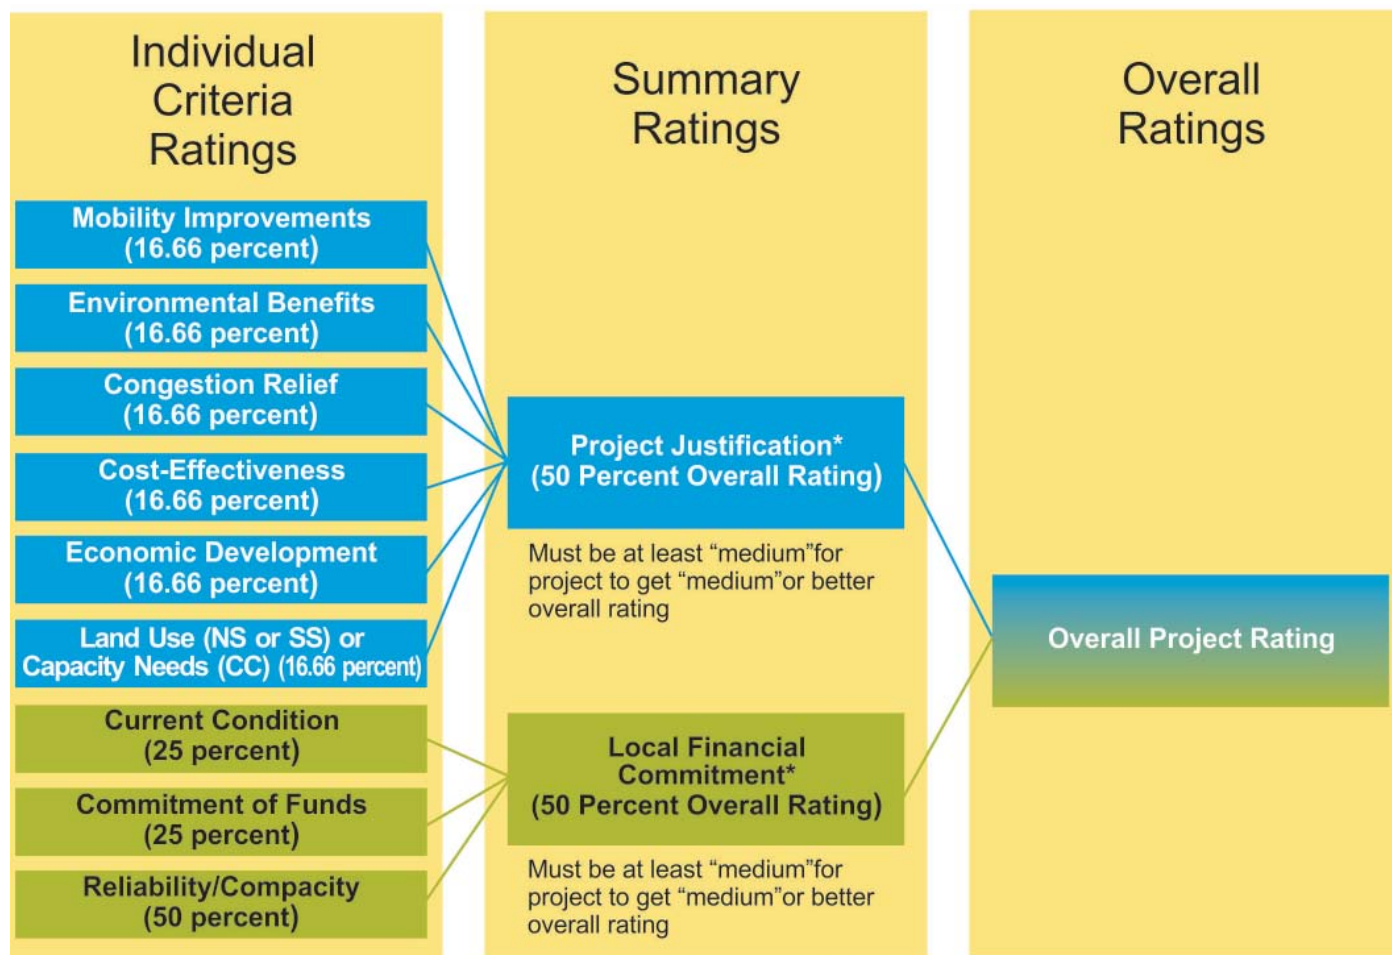 Individual
Criteria
Ratings
Mobility Improvements
(16.66 percent)
Environmental Benefits
(16.66 percent)
Congestion Relief
(16.66 percent)
Cost-Effectiveness
(16.66 percent)
Economic Development
(16.66 percent)
Land Use (NS or SS) or
Capacity Needs (CC) (16.66 percent)
Current Condition
(25 percent)
Commitment of Funds
(25 percent)
Reliability/Compacity
(50 percent)
Summary
Ratings
Project Justification*
(50 Percent Overall Rating)
Must be at least “medium”for
project to get “medium”or better
overall rating
Local Financial
Commitment*
(50 Percent Overall Rating)
Must be at least “medium”for
project to get “medium”or better
overall rating
Overall
Ratings
Overall Project Rating